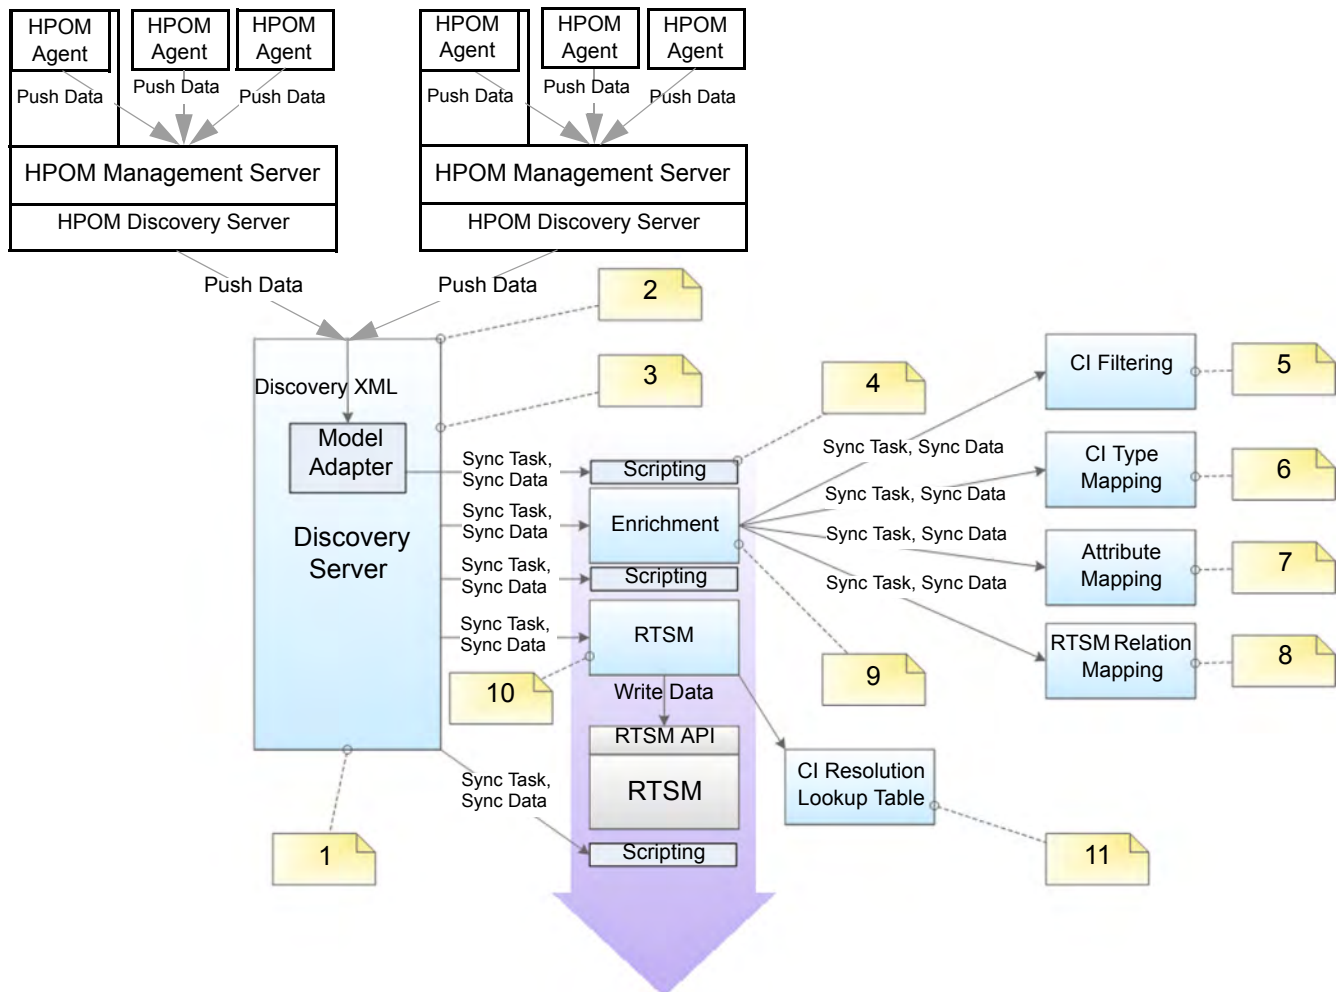 HPOM
Agent
HPOM
Agent
HPOM
Agent
HPOM
Agent
HPOM
Agent
HPOM
Agent
Push Data
Push Data
Push Data
Push Data
Push Data
Push Data
HPOM Management Server
HPOM Management Server
HPOM Discovery Server
HPOM Discovery Server
Push Data
Push Data
2
3
4
5
Discovery XML
Model
Adapter
Discovery
Server
Sync Task,
Sync Data
Sync Task,
Sync Data
Sync Task,
Sync Data
Sync Task,
Sync Data
Sync Task,
Sync Data
Scripting
Enrichment
Scripting
RTSM
Write Data
RTSM API
RTSM
Scripting
Sync Task, Sync Data
Sync Task, Sync Data
Sync Task, Sync Data
Sync Task, Sync Data
CI Filtering
CI Type
Mapping
6
Attribute
Mapping
7
RTSM Relation
Mapping
8
9
10
CI Resolution
Lookup Table
1
11